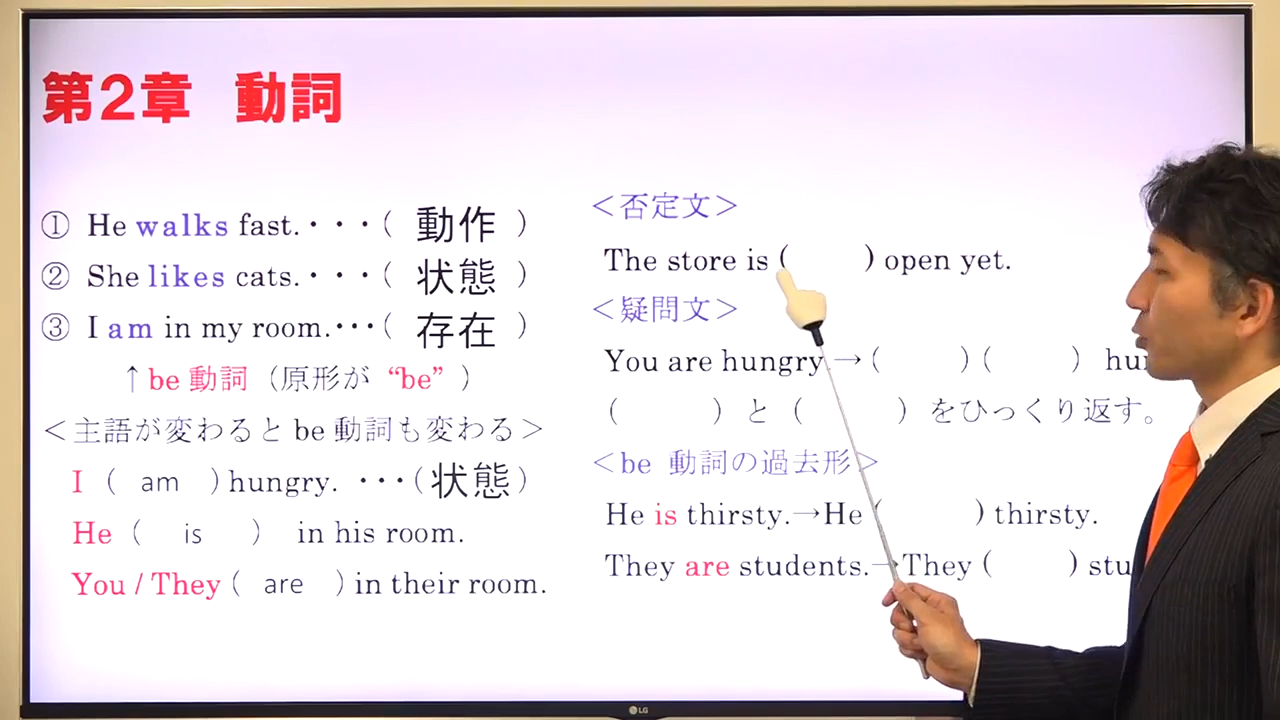 第2章 動詞
① He walks fast.・・・( 動作 )
② She likes cats.・・・( 状態 )
③ I am in my room.・・・( 存在 )
↑be 動詞（原形が “be”）
＜主語が変わると be 動詞も変わる＞
I ( am ) hungry. ・・・( 状態 )
He ( is ) in his room.
You / They ( are ) in their room.
＜否定文＞
The store is ( ) open yet.
＜疑問文＞
You are hungry →( )( )
( ) と ( ) をひっくり返す。
＜be 動詞の過去形＞
He is thirsty.→He ( ) thirsty.
They are students.→They ( )
LG